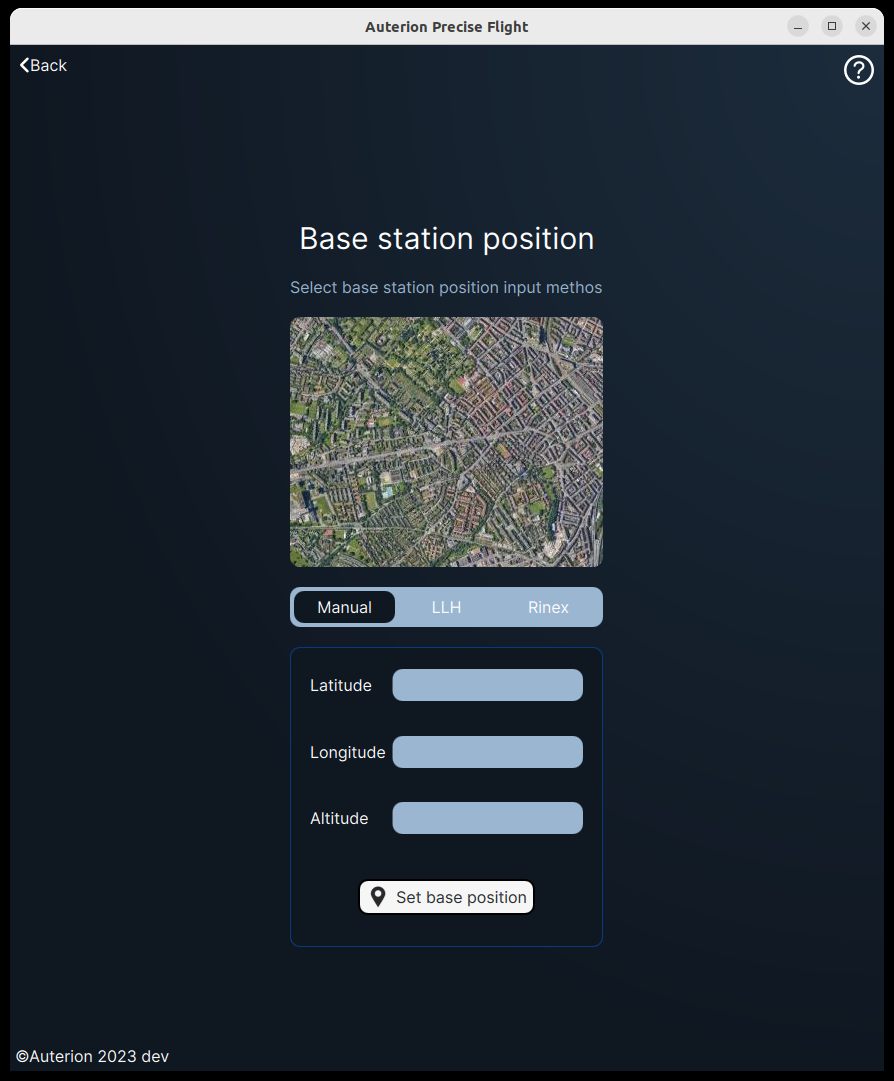 Auterion Precise Flight
Back
?
Base station position
Select base station position input methos
Manual LLH Rinex
Latitude
Longitude
Altitude
Set base position
©Auterion 2023 dev